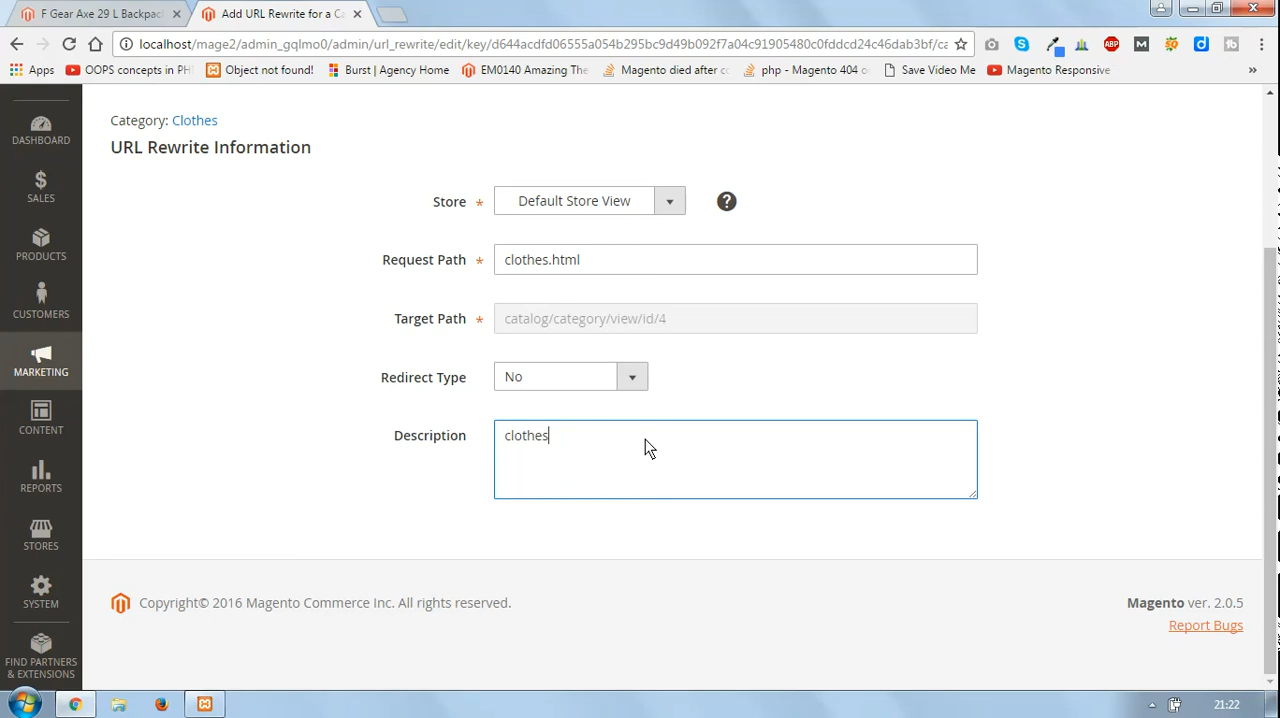 F Gear Axe 29 L Backpac
Add URL Rewrite for a Ca
localhost/mage2/admin_gqlmt0/admin/url_rewrite/edit/key/
Apps
OOPS concepts in PH
Object not found!
Burst | Agency Home
EM0140 Amazing The
Magento died after co
php - Magento 404 o
Save Video Me
Magento Responsive
»
DASHBOARD
SALES
PRODUCTS
CUSTOMERS
MARKETING
CONTENT
REPORTS
STORES
SYSTEM
FIND PARTNERS
& EXTENSIONS
Category: Clothes
URL Rewrite Information
Store * Default Store View ?
Request Path * clothes.html
Target Path * catalog/category/view/id/4
Redirect Type No
Description clothes
Copyright© 2016 Magento Commerce Inc. All rights reserved.
Magento ver. 2.0.5
Report Bugs
21:22